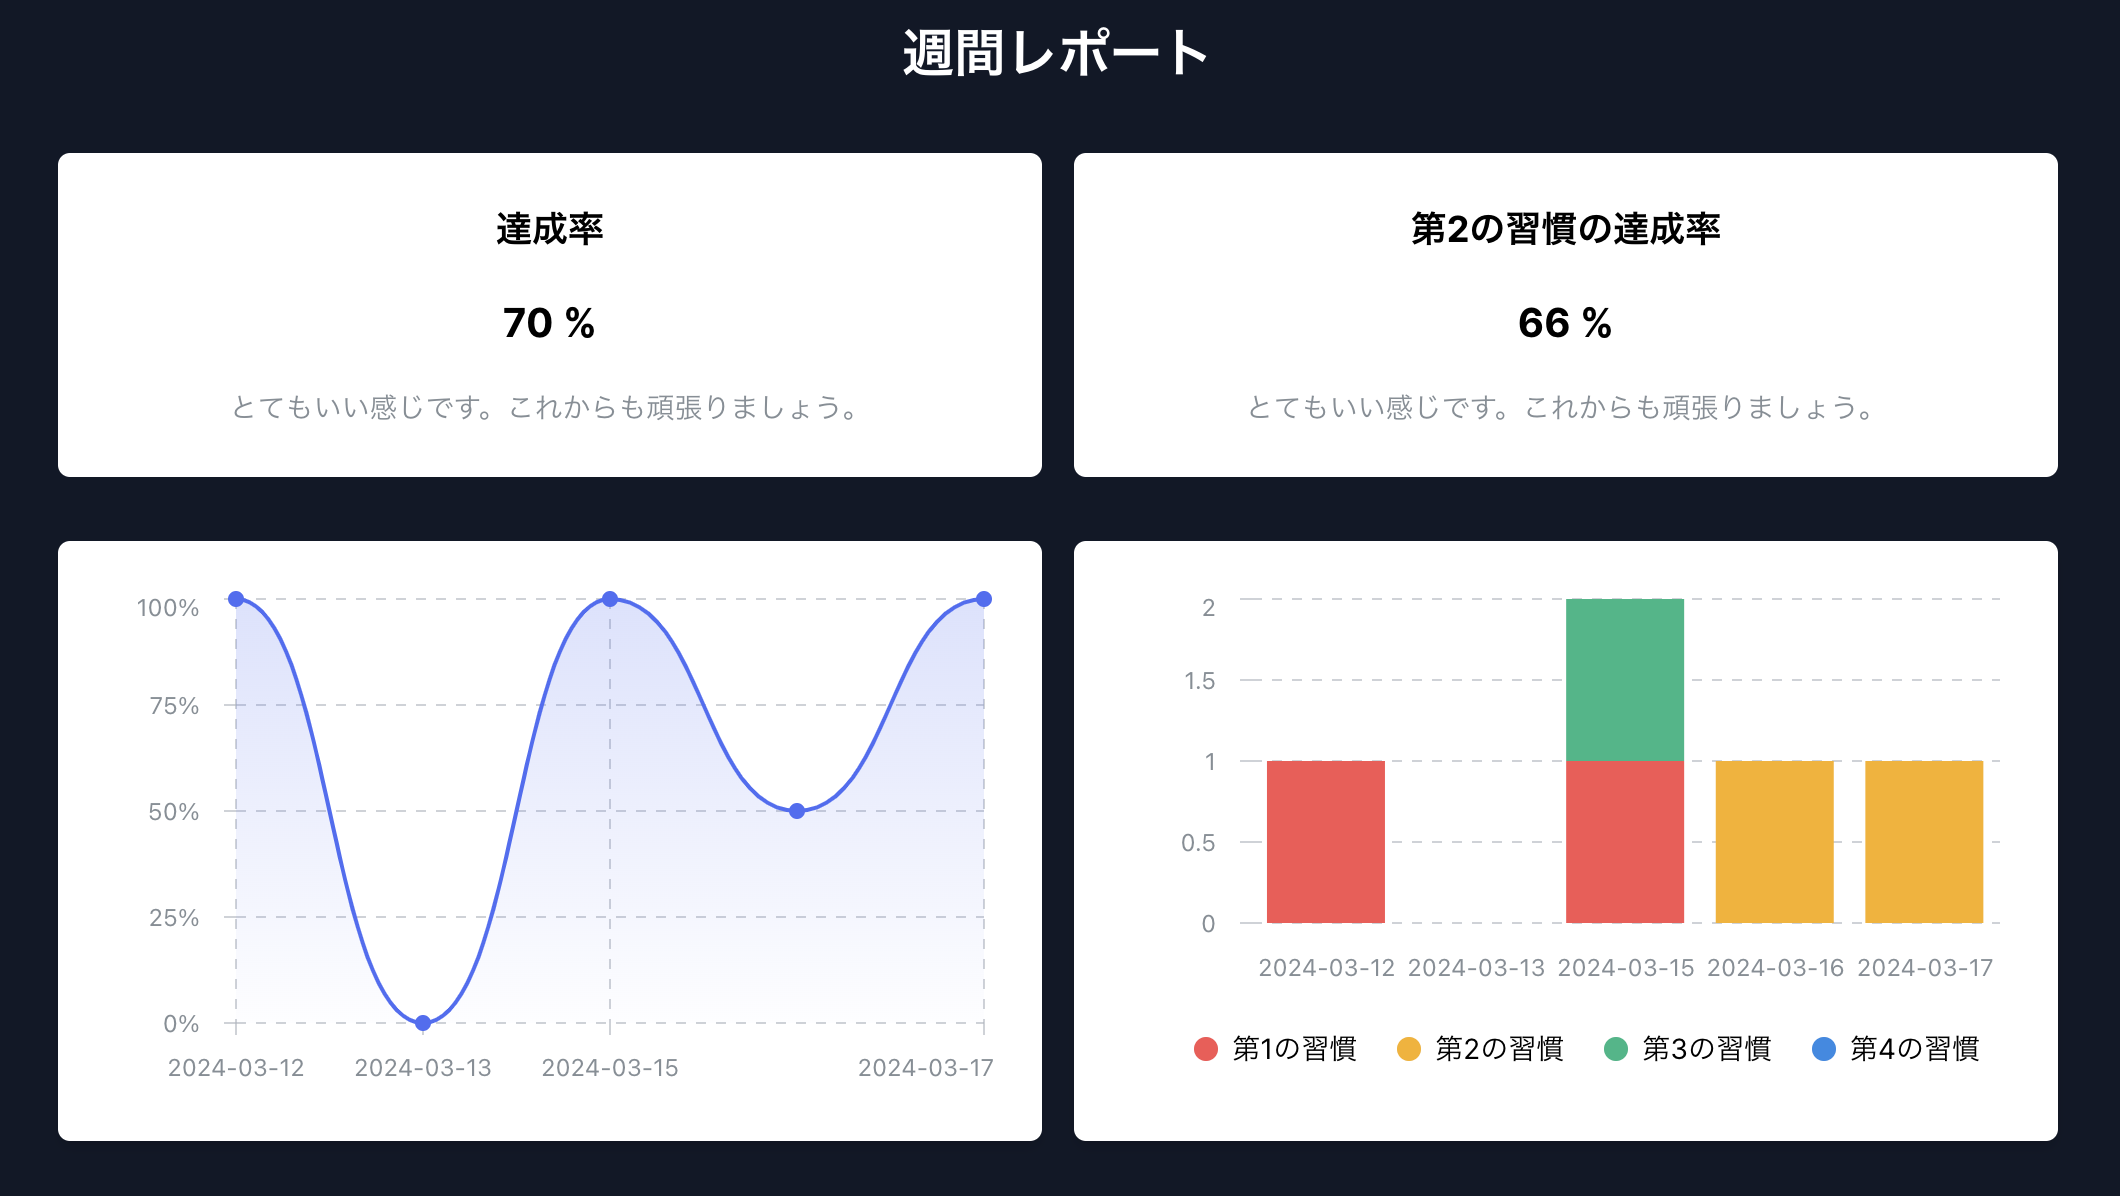 週間レポート
達成率
70 %
とてもいい感じです。これからも頑張りましょう。
第2の習慣の達成率
66 %
とてもいい感じです。これからも頑張りましょう。
100%
75%
50%
25%
0%
2024-03-12 2024-03-13 2024-03-15 2024-03-17
2
1.5
1
0.5
0
2024-03-12 2024-03-13 2024-03-15 2024-03-16 2024-03-17
第1の習慣 第2の習慣 第3の習慣 第4の習慣